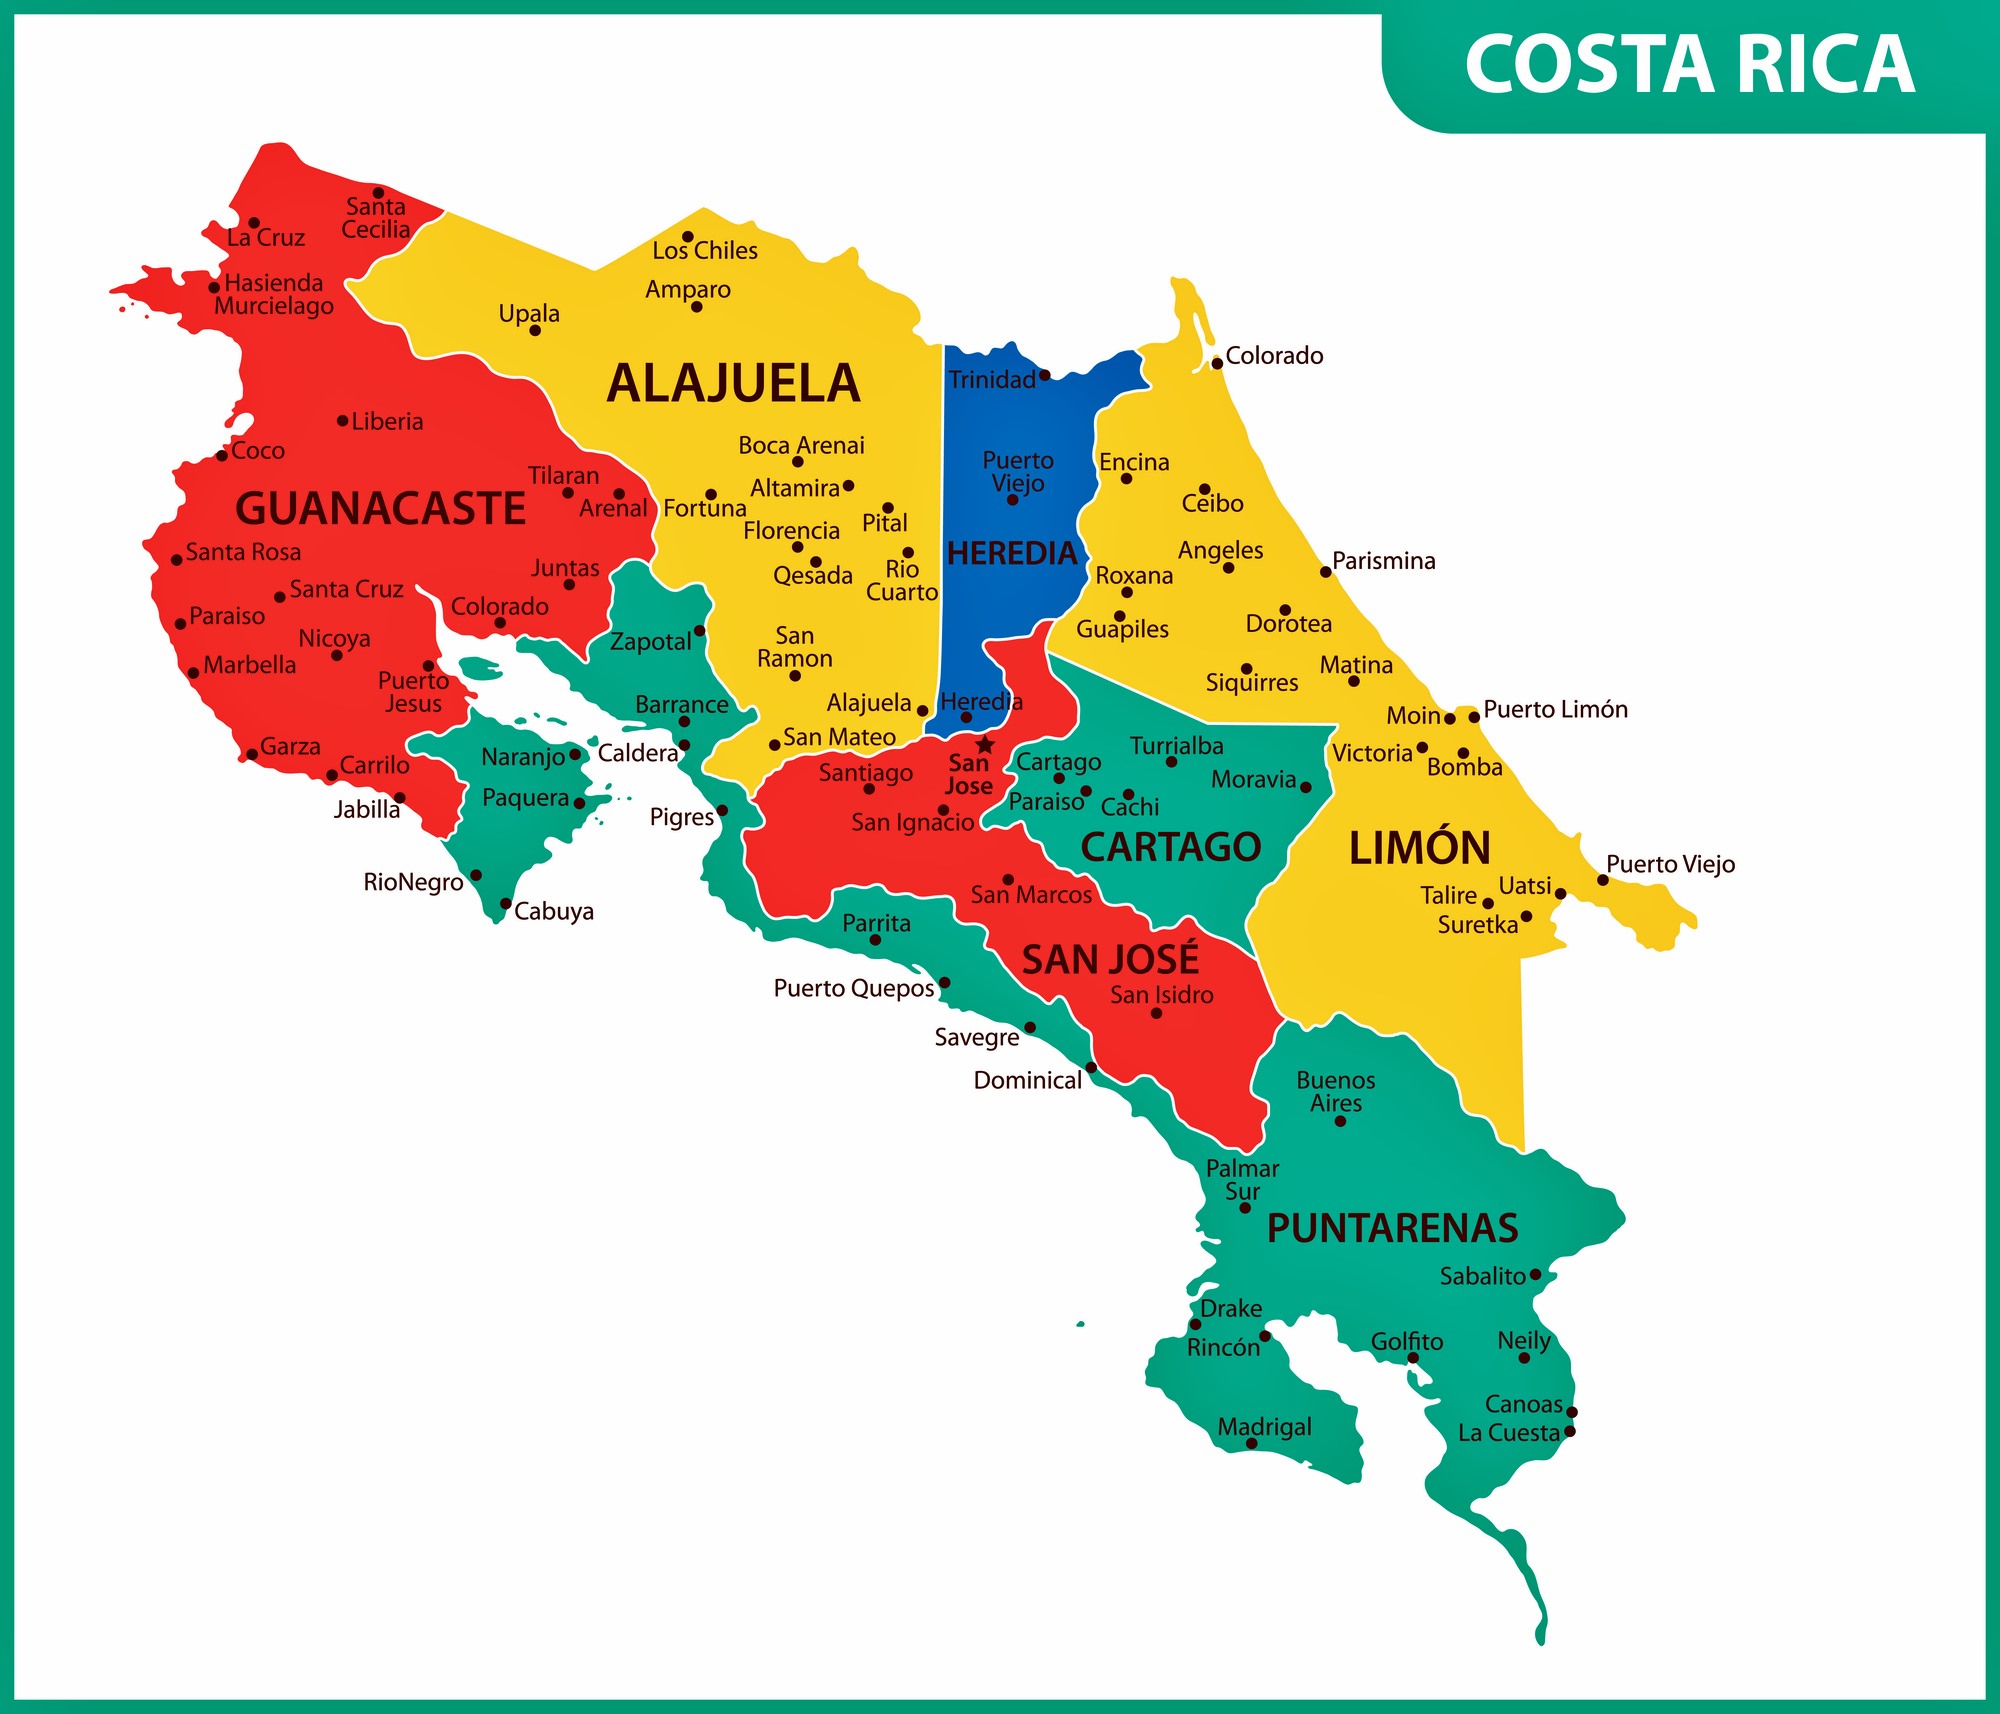 COSTA RICA
Santa
Cecilia
La Cruz
Hasienda
Murcielago
Los Chiles
Amparo
Upala
ALAJUELA
Trinidad
Colorado
Liberia
Coco
Boca Arenai
Altamira
Puerto
Viejo
Encina
Ceibo
Tilaran
Arenal
GUANACASTE
Fortuna
Pital
Florencia
Qesada
Rio
Cuarto
HEREDIA
Angeles
Parismina
Santa Rosa
Juntas
Roxana
Santa Cruz
Colorado
Paraiso
Guapiles
Dorotea
Nicoya
Zapotal
San
Ramon
Marbella
Puerto
Jesus
Siquirres
Matina
Barrance
Alajuela
Heredia
Moin
Puerto Limón
Garza
Carrilo
Naranjo
Caldera
San Mateo
San
Jose
Turrialba
Victoria
Bomba
Jabilla
Paquera
Pigres
Santiago
San Ignacio
Cartago
Paraiso
Cachi
Moravia
CARTAGO
LIMÓN
Puerto Viejo
RioNegro
Cabuya
San Marcos
Talire
Uatsi
Suretka
Parrita
SAN JOSÉ
Puerto Quepos
San Isidro
Savegre
Dominical
Buenos
Aires
Palmar
Sur
PUNTARENAS
Sabalito
Drake
Rincón
Golfito
Neily
Canoas
La Cuesta
Madrigal